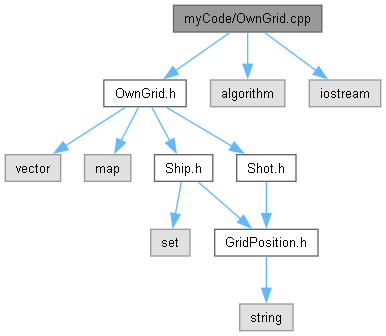 myCode/OwnGrid.cpp
OwnGrid.h
algorithm
iostream
vector
map
Ship.h
Shot.h
set
GridPosition.h
string